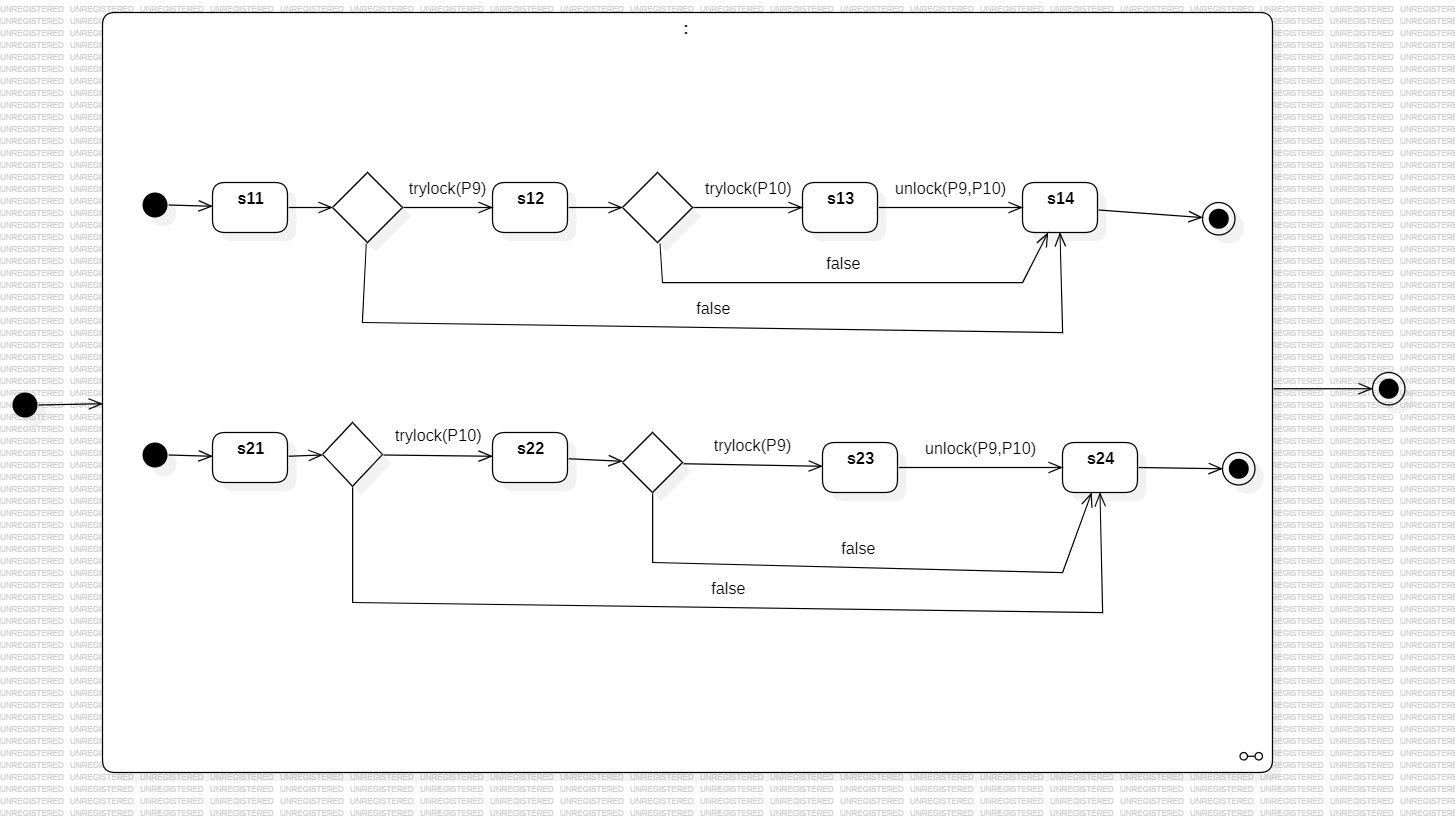 :
s11
trylock(P9)
s12
trylock(P10)
s13
unlock(P9,P10)
s14
false
false
s21
trylock(P10)
s22
trylock(P9)
s23
unlock(P9,P10)
s24
false
false
UNREGISTERED